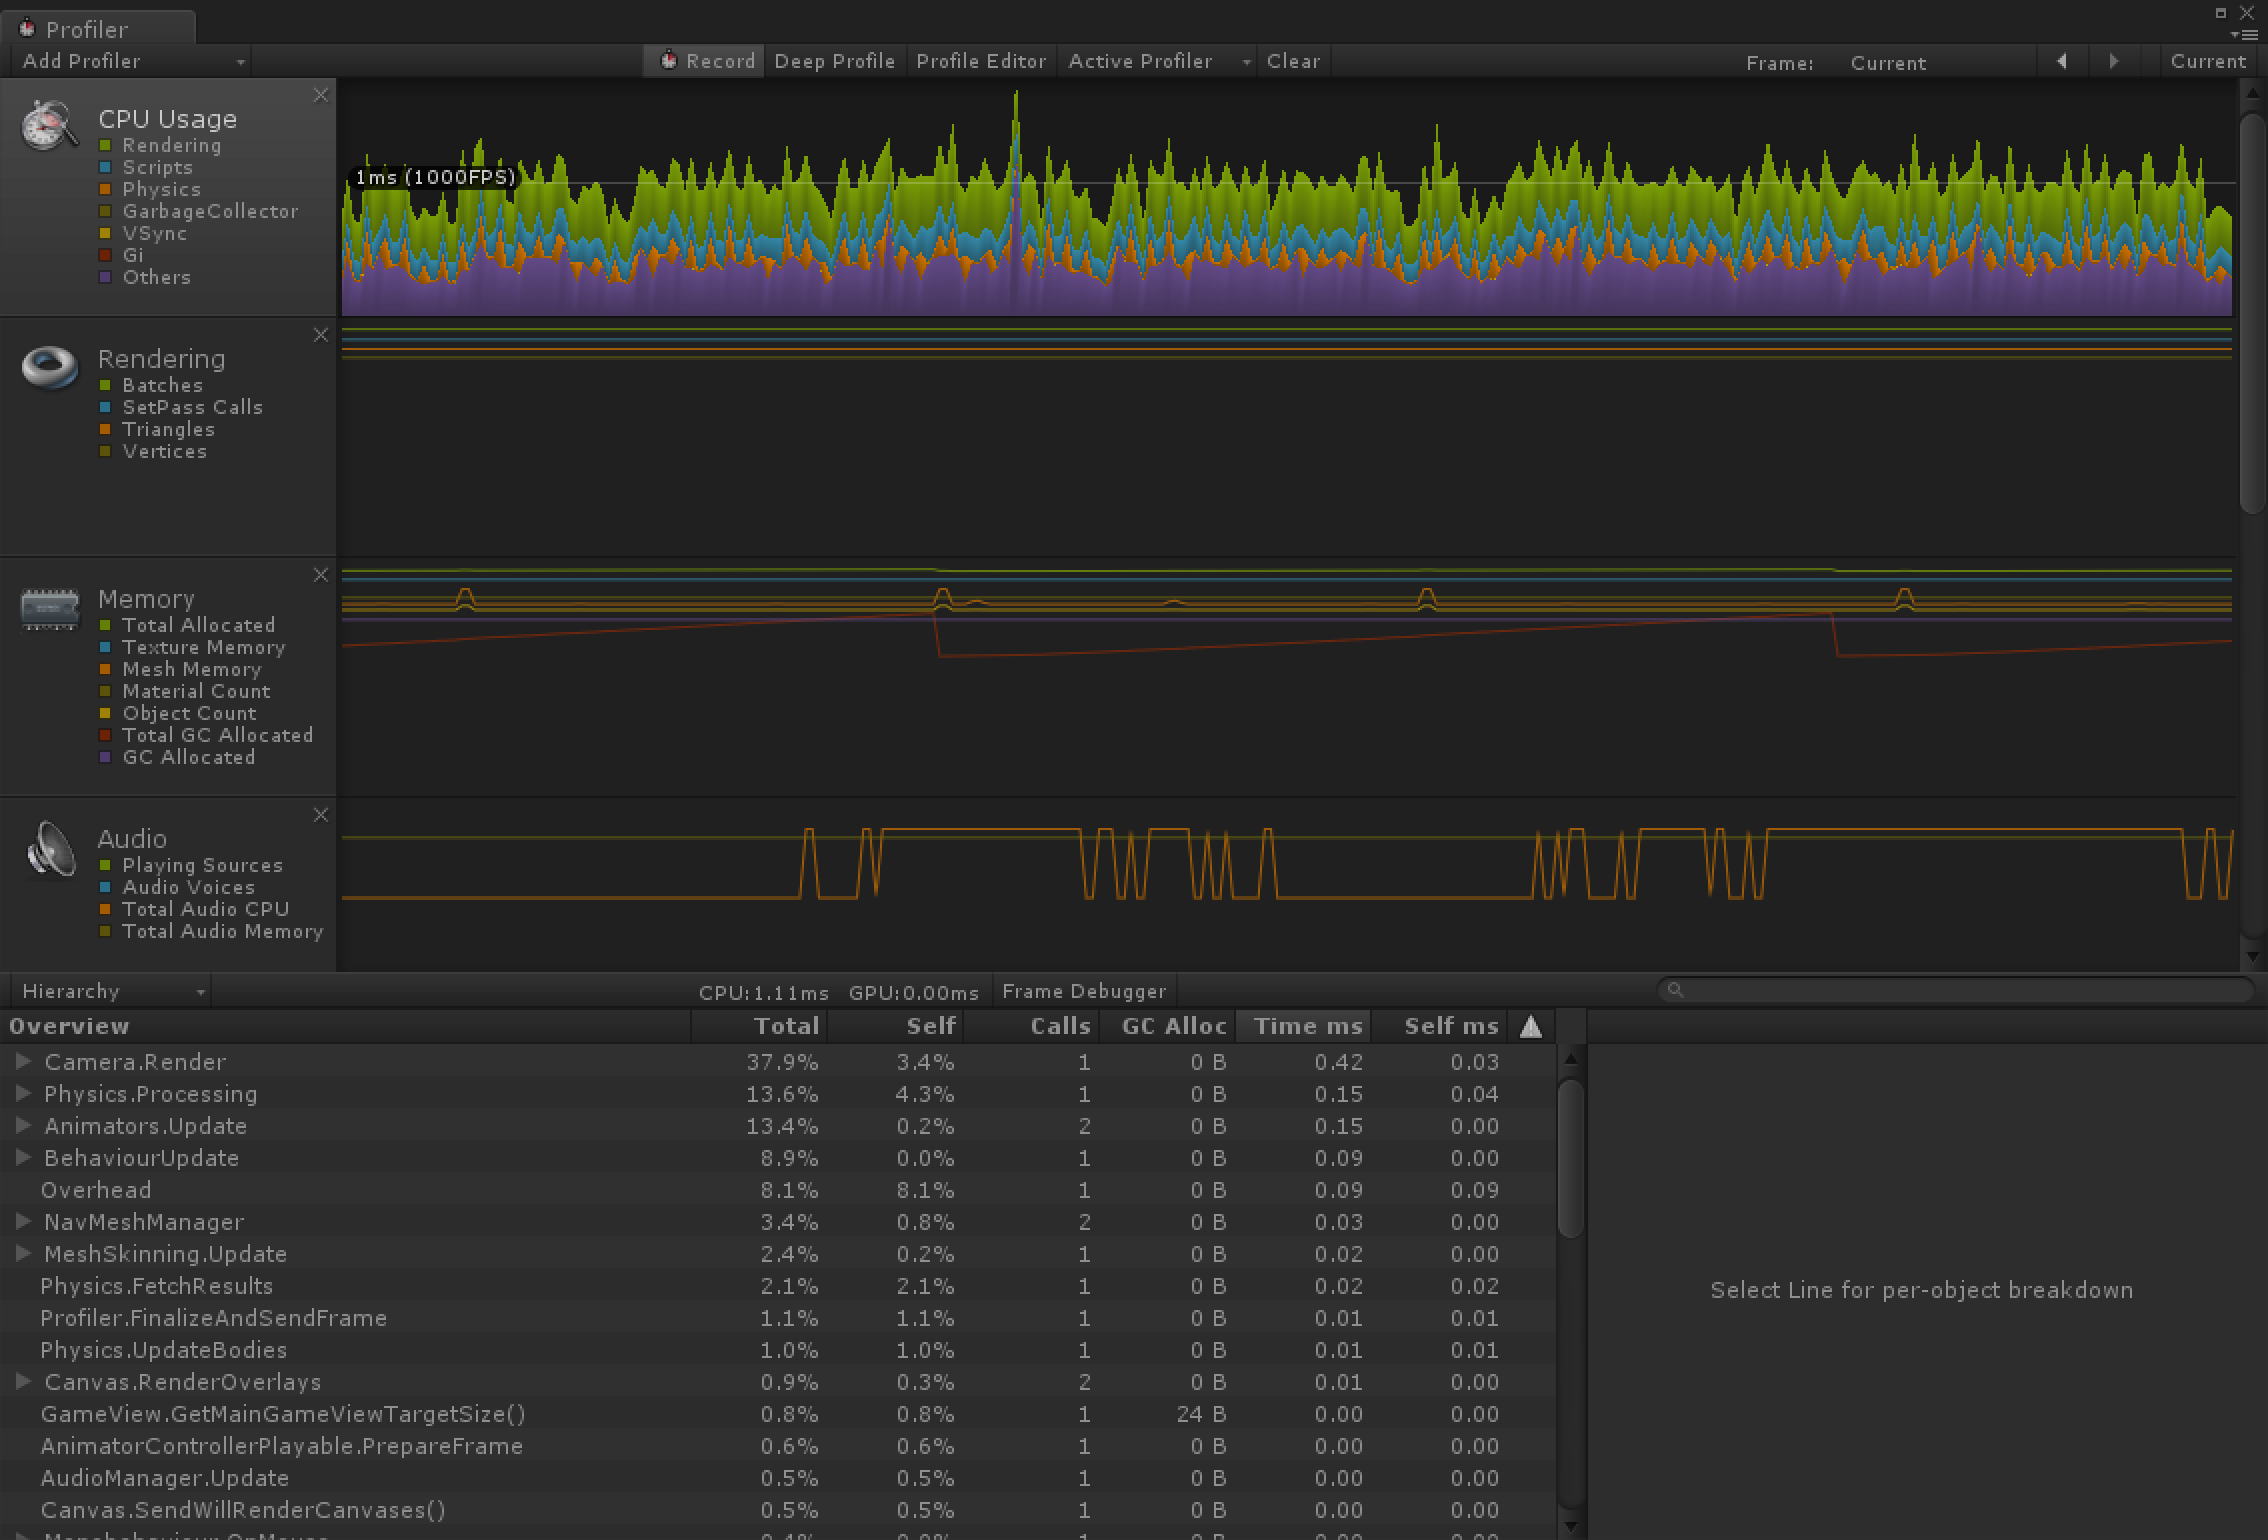 Profiler
Add Profiler Record Deep Profile Profile Editor Active Profiler Clear Frame: Current Current
CPU Usage
Rendering
Scripts
Physics
GarbageCollector
VSync
Gi
Others
1ms (1000FPS)
Rendering
Batches
SetPass Calls
Triangles
Vertices
Memory
Total Allocated
Texture Memory
Mesh Memory
Material Count
Object Count
Total GC Allocated
GC Allocated
Audio
Playing Sources
Audio Voices
Total Audio CPU
Total Audio Memory
Hierarchy CPU:1.11ms GPU:0.00ms Frame Debugger
Overview Total Self Calls GC Alloc Time ms Self ms
Camera.Render 37.9% 3.4% 1 0 B 0.42 0.03
Physics.Processing 13.6% 4.3% 1 0 B 0.15 0.04
Animators.Update 13.4% 0.2% 2 0 B 0.15 0.00
BehaviourUpdate 8.9% 0.0% 1 0 B 0.09 0.00
Overhead 8.1% 8.1% 1 0 B 0.09 0.09
NavMeshManager 3.4% 0.8% 2 0 B 0.03 0.00
MeshSkinning.Update 2.4% 0.2% 1 0 B 0.02 0.00
Physics.FetchResults 2.1% 2.1% 1 0 B 0.02 0.02
Profiler.FinalizeAndSendFrame 1.1% 1.1% 1 0 B 0.01 0.01
Physics.UpdateBodies 1.0% 1.0% 1 0 B 0.01 0.01
Canvas.RenderOverlays 0.9% 0.3% 2 0 B 0.01 0.00
GameView.GetMainGameViewTargetSize() 0.8% 0.8% 1 24 B 0.00 0.00
AnimatorControllerPlayable.PrepareFrame 0.6% 0.6% 1 0 B 0.00 0.00
AudioManager.Update 0.5% 0.5% 1 0 B 0.00 0.00
Canvas.SendWillRenderCanvases() 0.5% 0.5% 1 0 B 0.00 0.00
Select Line for per-object breakdown